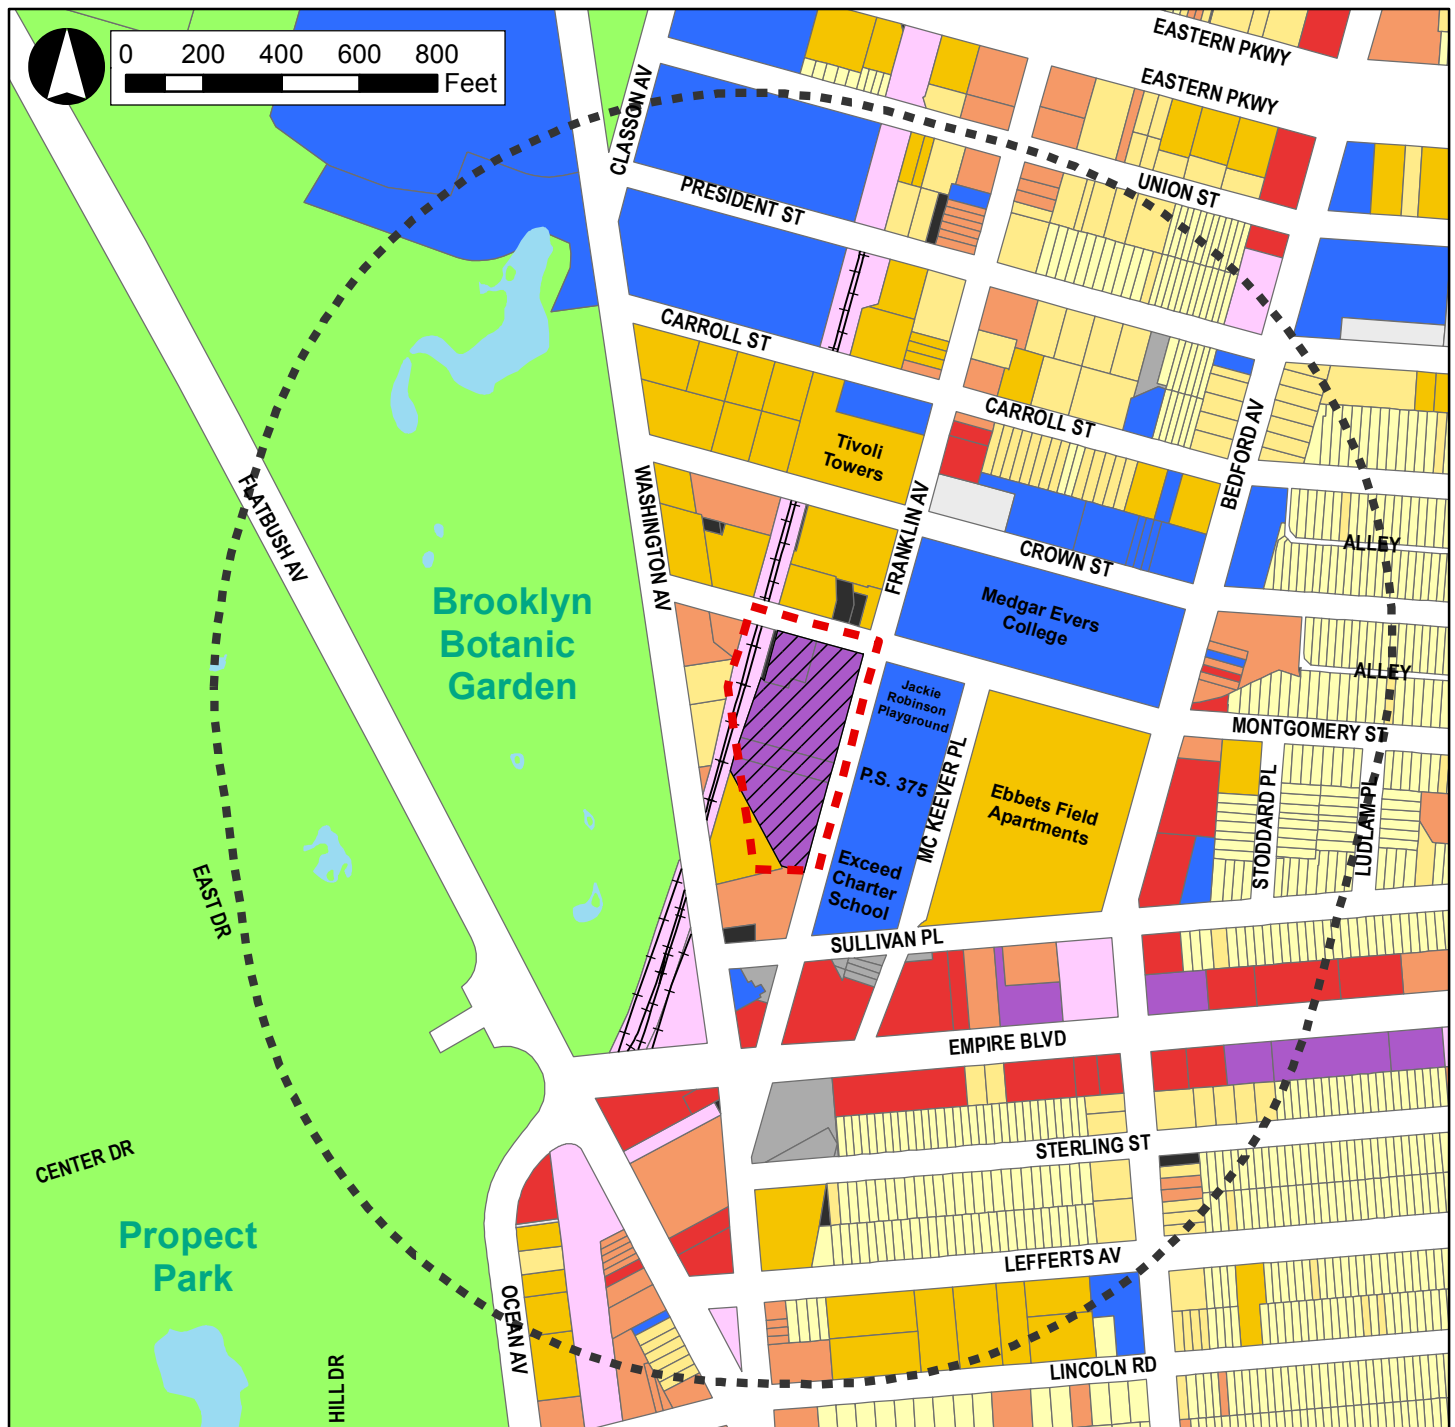 0 200 400 600 800
Feet
EASTERN PKWY
EASTERN PKWY
CLASSON AV
UNION ST
PRESIDENT ST
CARROLL ST
CARROLL ST
Tivoli
Towers
BEDFORD AV
WASHINGTON AV
FRANKLIN AV
FLATBUSH AV
CROWN ST
ALLEY
Brooklyn
Botanic
Garden
Medgar Evers
College
ALLEY
Jackie
Robinson
Playground
MONTGOMERY ST
P.S. 375
MC KEEVER PL
Ebbets Field
Apartments
STODDARD PL
LUDLAM PL
EAST DR
Exceed
Charter
School
SULLIVAN PL
EMPIRE BLVD
CENTER DR
STERLING ST
Propect
Park
LEFFERTS AV
OCEAN AV
LINCOLN RD
HILL DR